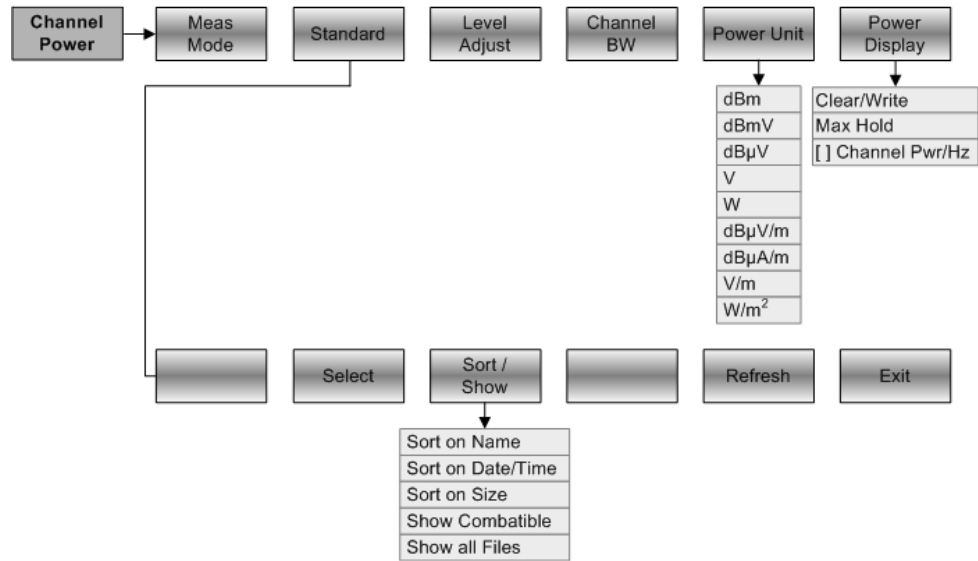 Channel
Power
Meas
Mode
Standard
Level
Adjust
Channel
BW
Power Unit
Power
Display
dBm
dBmV
dBµV
V
W
dBµV/m
dBµA/m
V/m
W/m²
Clear/Write
Max Hold
[ ] Channel Pwr/Hz
Select
Sort /
Show
Refresh
Exit
Sort on Name
Sort on Date/Time
Sort on Size
Show Combatible
Show all Files